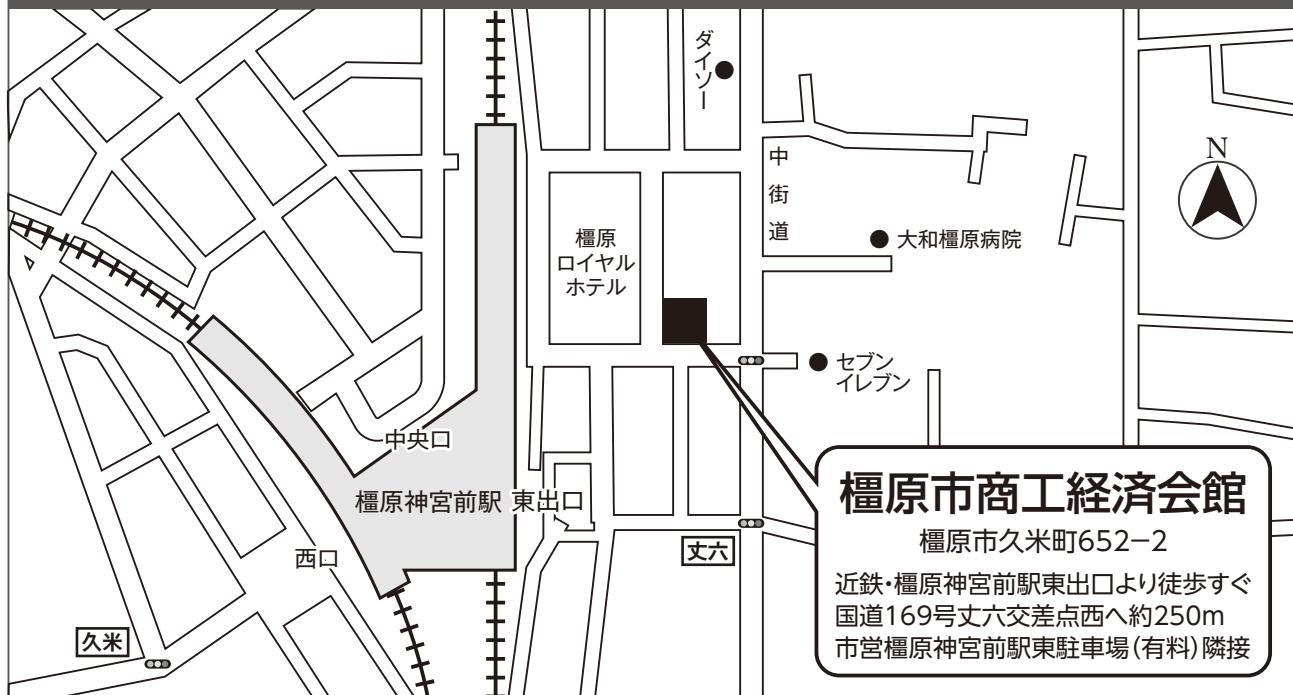 ダイソー
N
中街道
橿原
ロイヤル
ホテル
大和橿原病院
セブン
イレブン
中央口
橿原神宮前駅 東出口
西口
丈六
久米
橿原市商工経済会館
橿原市久米町652−2
近鉄・橿原神宮前駅東出口より徒歩すぐ
国道169号丈六交差点西へ約250m
市営橿原神宮前駅東駐車場(有料)隣接